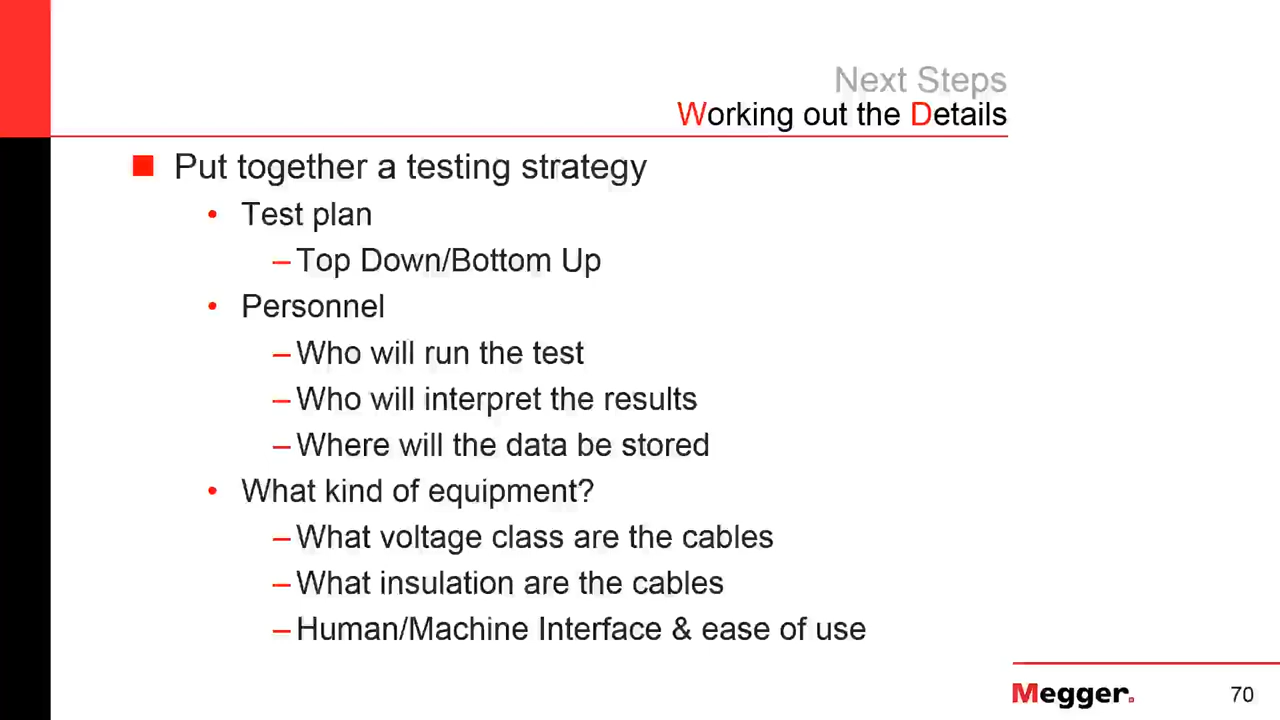 Next Steps
Working out the Details
Put together a testing strategy
• Test plan
– Top Down/Bottom Up
• Personnel
– Who will run the test
– Who will interpret the results
– Where will the data be stored
• What kind of equipment?
– What voltage class are the cables
– What insulation are the cables
– Human/Machine Interface & ease of use
Megger.
70